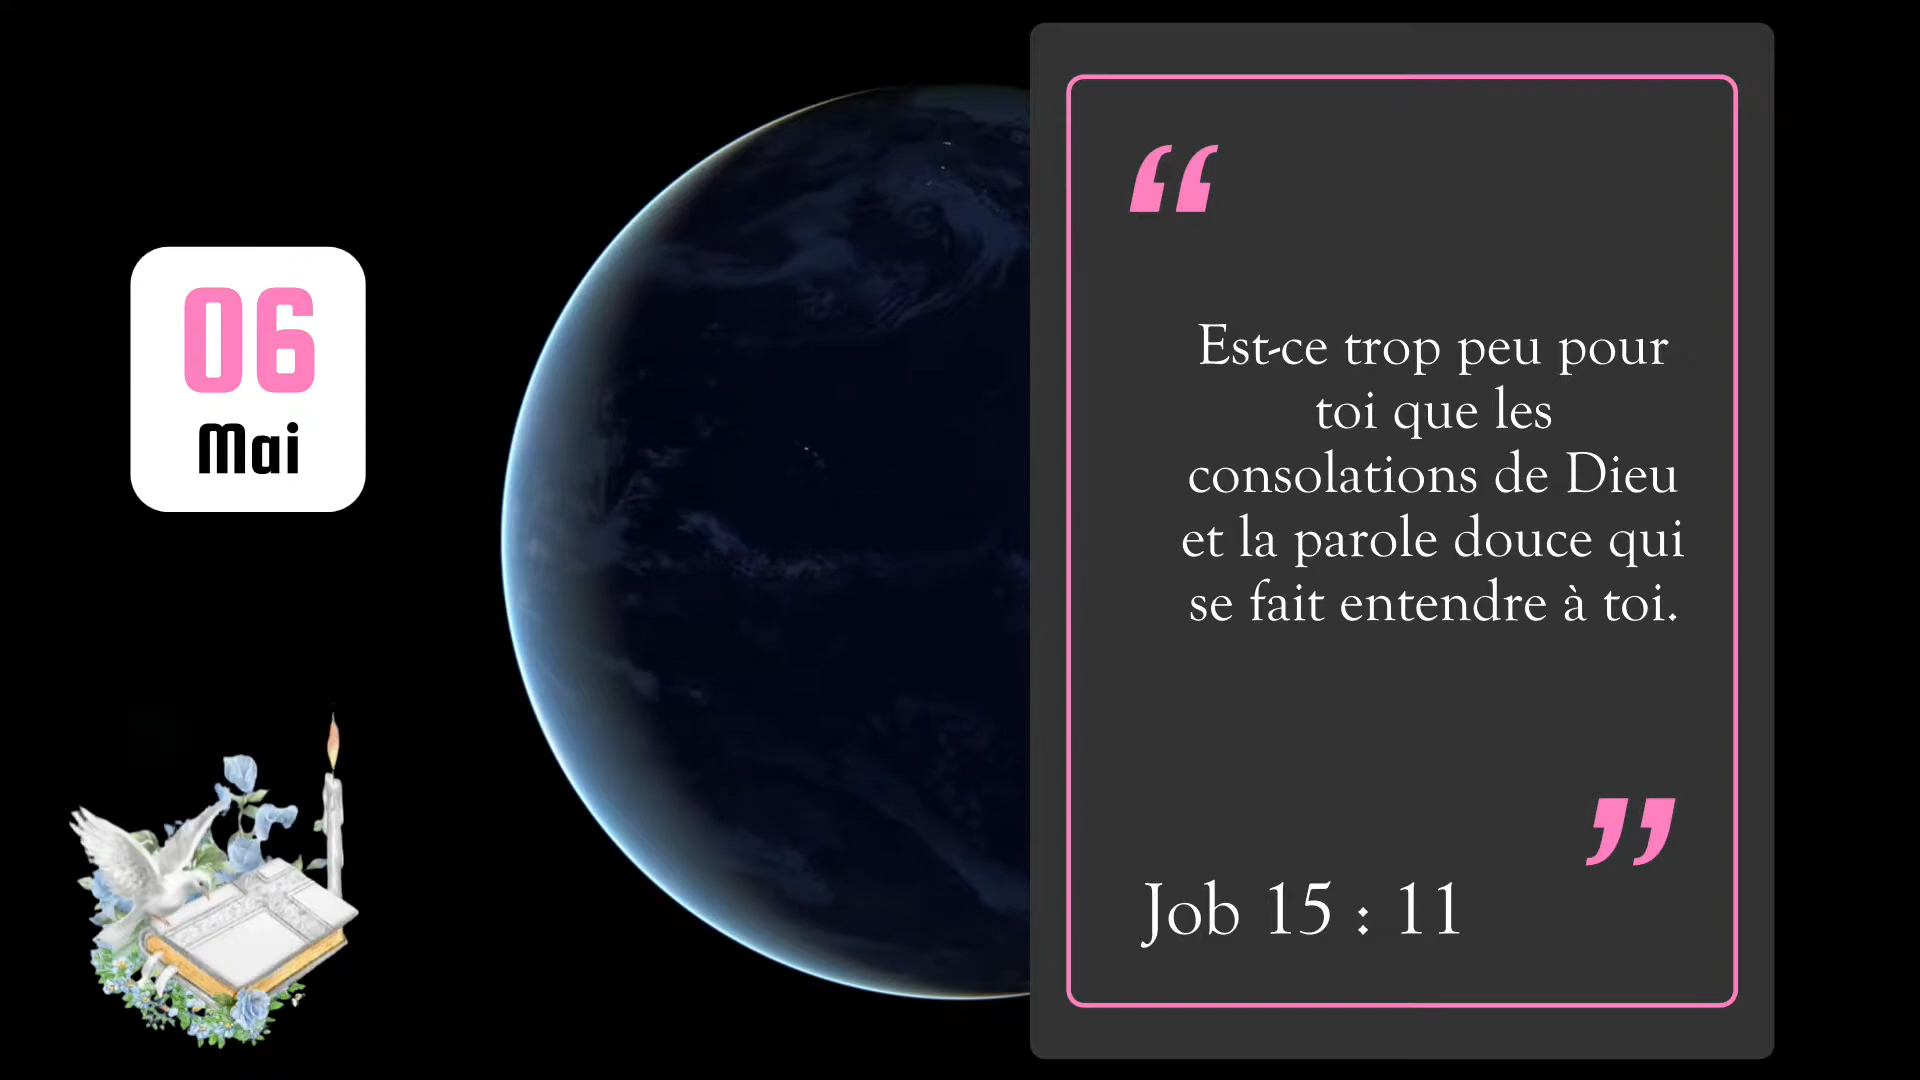 06
Mai
“
Est-ce trop peu pour
toi que les
consolations de Dieu
et la parole douce qui
se fait entendre à toi.
”
Job 15 : 11